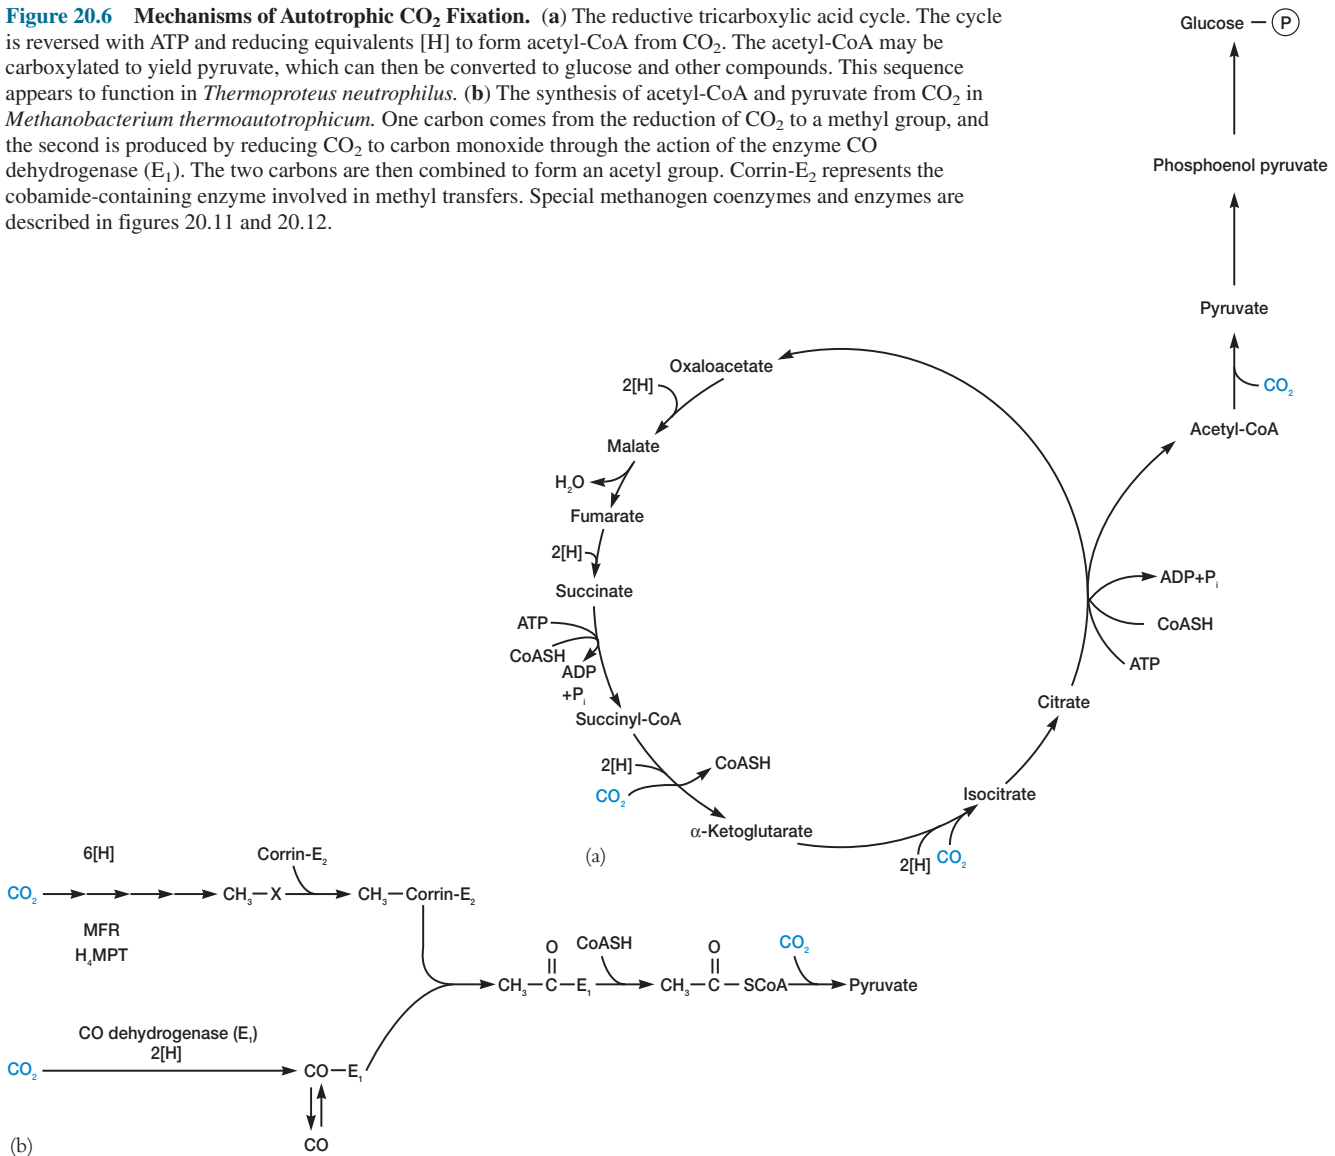 Figure 20.6 Mechanisms of Autotrophic CO₂ Fixation. (a) The reductive tricarboxylic acid cycle. The cycle
is reversed with ATP and reducing equivalents [H] to form acetyl-CoA from CO₂. The acetyl-CoA may be
carboxylated to yield pyruvate, which can then be converted to glucose and other compounds. This sequence
appears to function in Thermoproteus neutrophilus. (b) The synthesis of acetyl-CoA and pyruvate from CO₂ in
Methanobacterium thermoautotrophicum. One carbon comes from the reduction of CO₂ to a methyl group, and
the second is produced by reducing CO₂ to carbon monoxide through the action of the enzyme CO
dehydrogenase (E₁). The two carbons are then combined to form an acetyl group. Corrin-E₂ represents the
cobamide-containing enzyme involved in methyl transfers. Special methanogen coenzymes and enzymes are
described in figures 20.11 and 20.12.
Glucose — P
Phosphoenol pyruvate
Pyruvate
CO₂
Acetyl-CoA
Oxaloacetate
2[H]
Malate
H₂O
Fumarate
2[H]
Succinate
ATP
CoASH
ADP
+Pᵢ
Succinyl-CoA
2[H]
CoASH
CO₂
α-Ketoglutarate
2[H]
CO₂
Isocitrate
Citrate
ADP+Pᵢ
CoASH
ATP
(a)
6[H]
Corrin-E₂
CO₂
CH₃—X
CH₃—Corrin-E₂
MFR
H₄MPT
O
CoASH
O
CO₂
CH₃—C—E₁
CH₃—C—SCoA
Pyruvate
CO dehydrogenase (E₁)
2[H]
CO₂
CO—E₁
CO
(b)